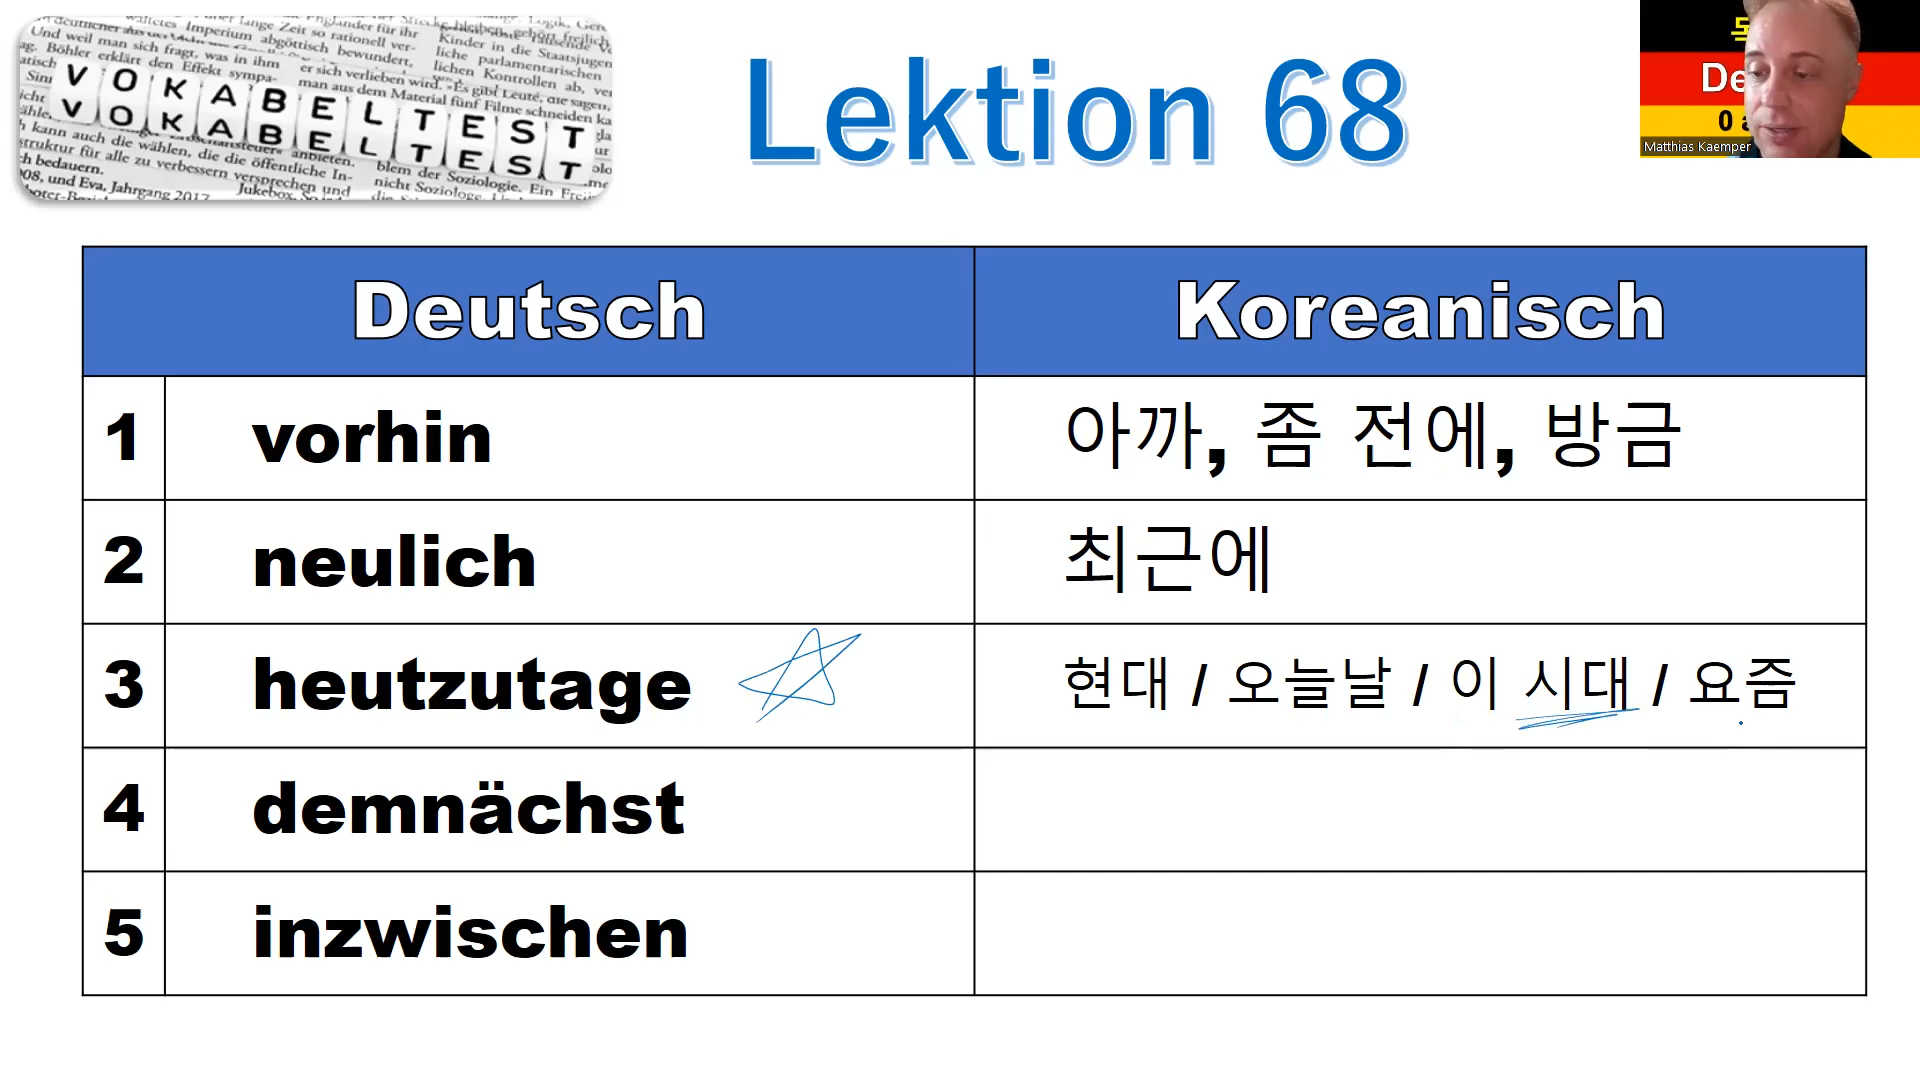 VOKABELTEST
VOKABELTEST
Lektion 68
Matthias Kaemper
Deutsch
Koreanisch
1 vorhin 아까, 좀 전에, 방금
2 neulich 최근에
3 heutzutage 현대 / 오늘날 / 이 시대 / 요즘
4 demnächst
5 inzwischen